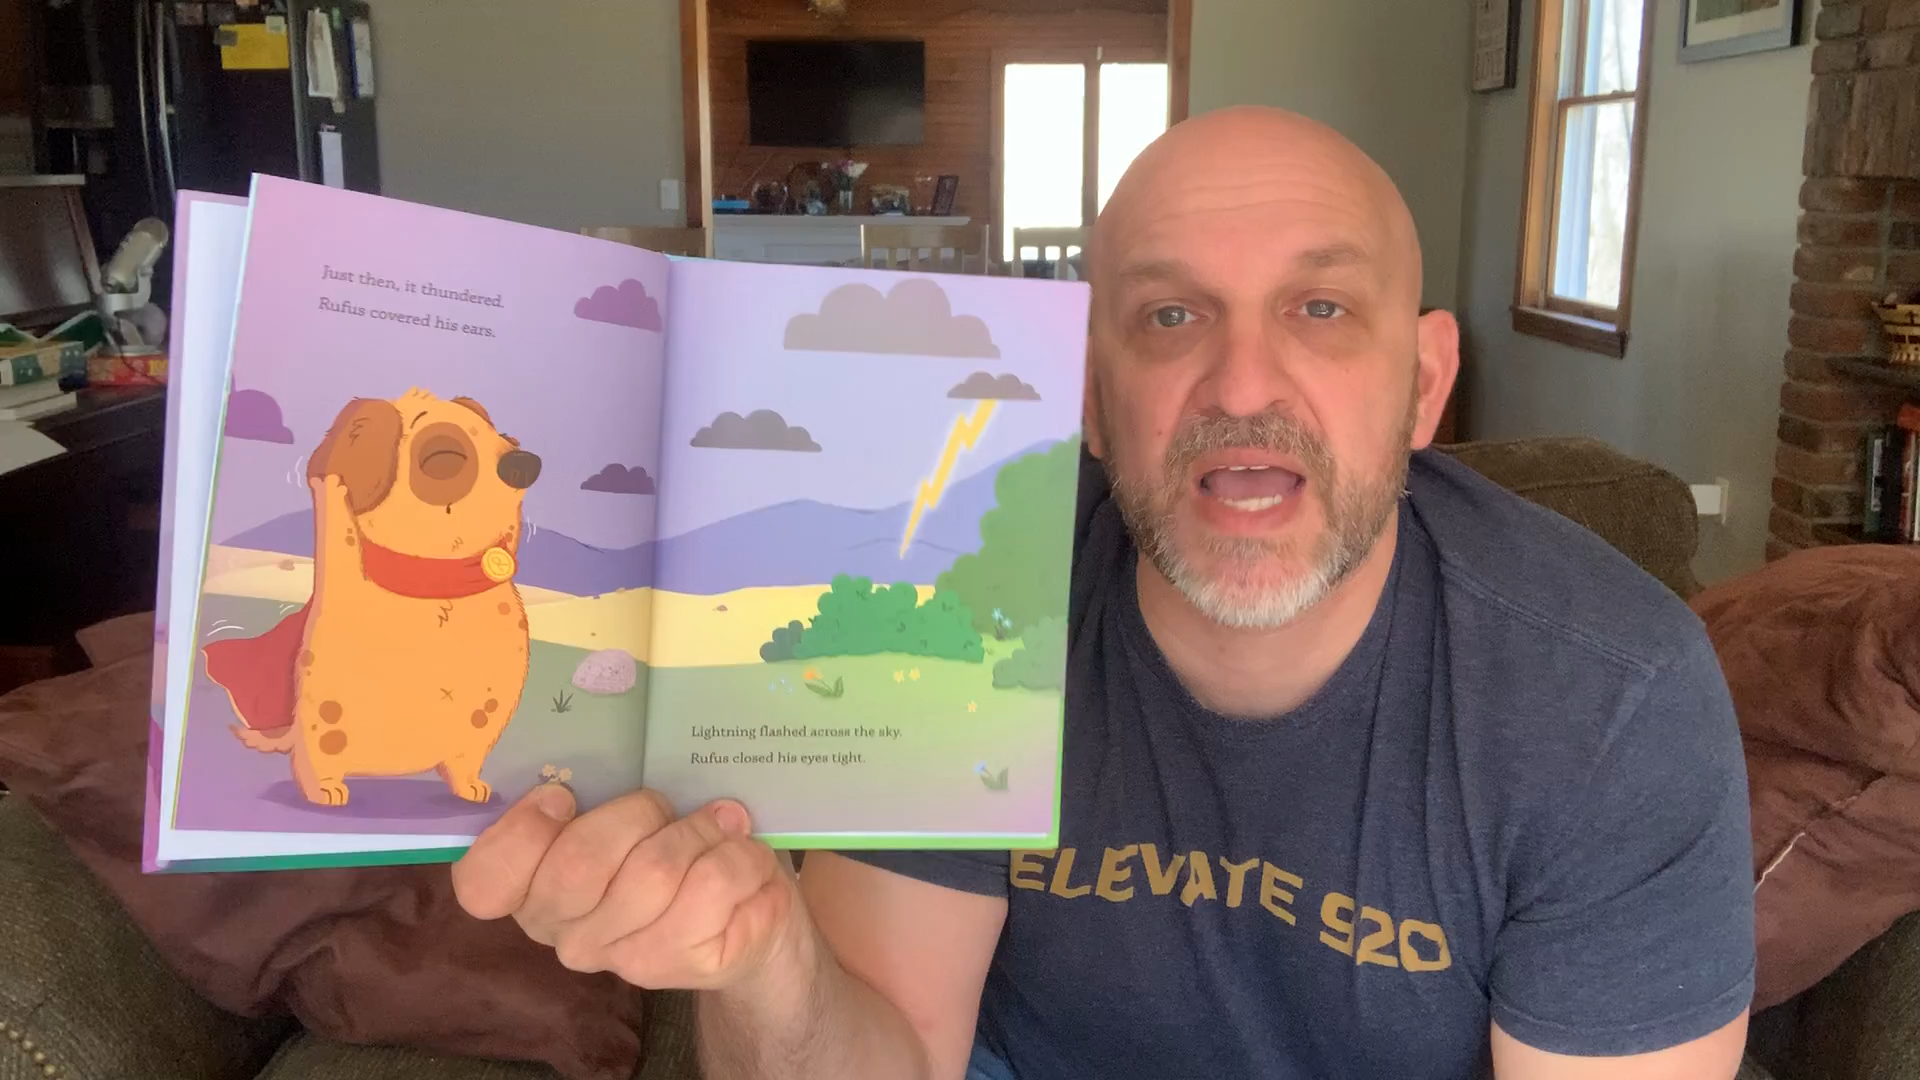 Just then, it thundered.
Rufus covered his ears.
Lightning flashed across the sky.
Rufus closed his eyes tight.
R
ELEVATE 920